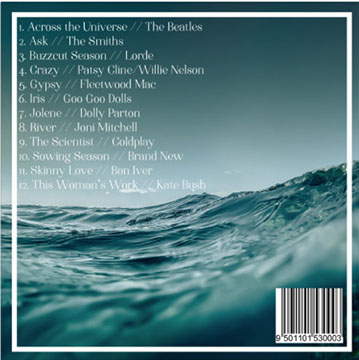 1. Across the Universe // The Beatles
2. Ask // The Smiths
3. Buzzcut Season // Lorde
4. Crazy // Patsy Cline/Willie Nelson
5. Gypsy // Fleetwood Mac
6. Iris // Goo Goo Dolls
7. Jolene // Dolly Parton
8. River // Joni Mitchell
9. The Scientist // Coldplay
10. Sowing Season // Brand New
11. Skinny Love // Bon Iver
12. This Woman's Work // Kate Bush
9 501101 530003